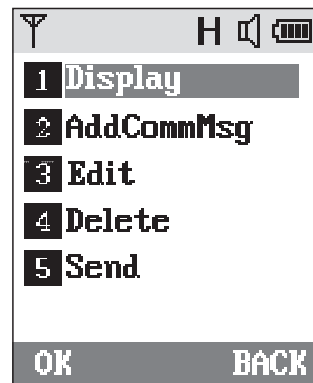 H
1 Display
2 AddCommMsg
3 Edit
4 Delete
5 Send
OK BACK